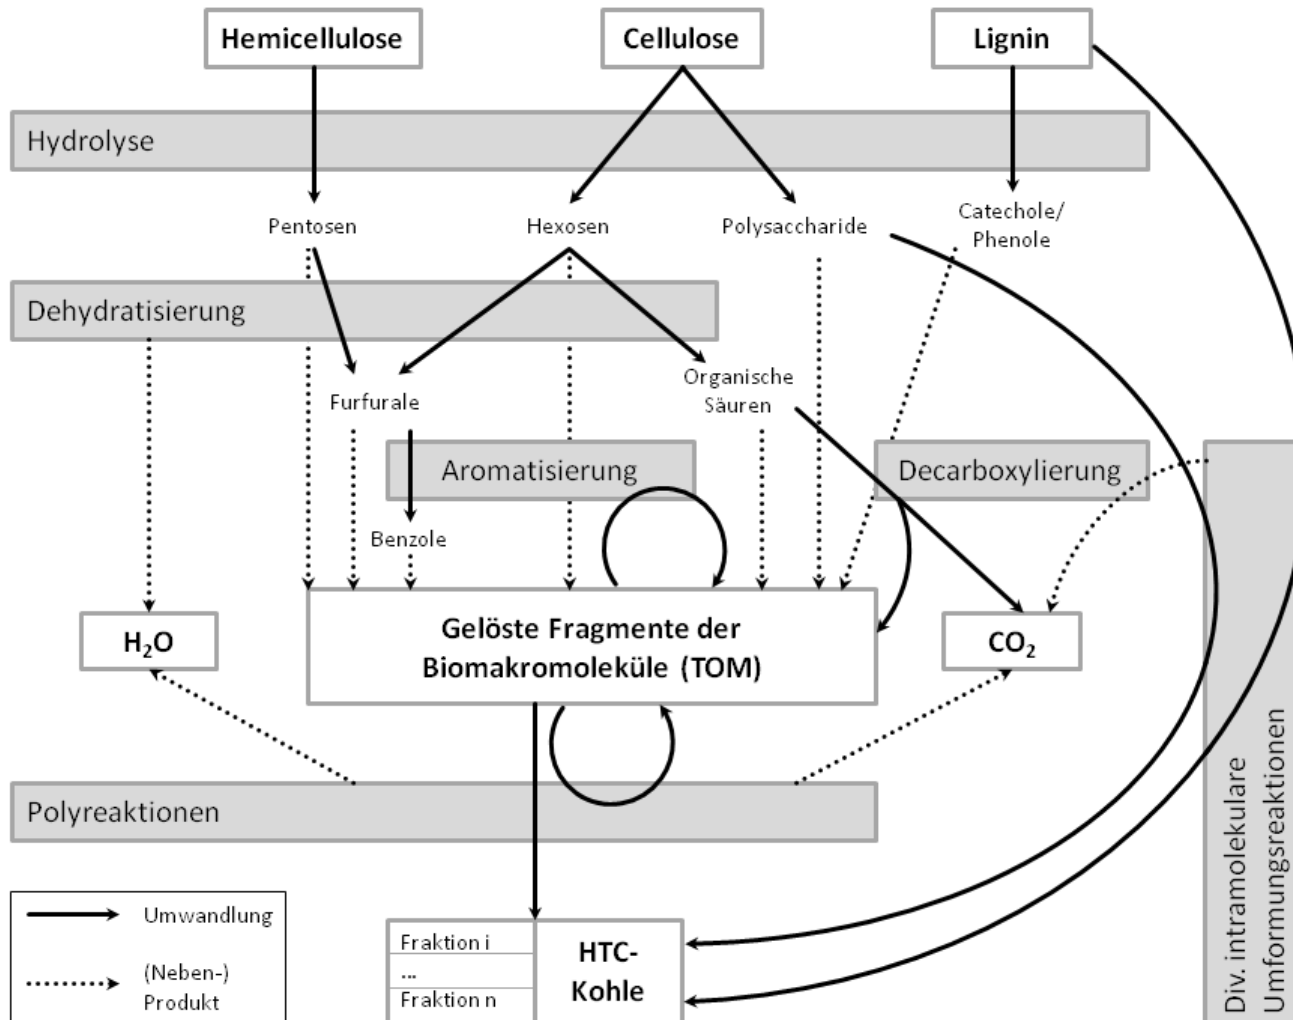 Hemicellulose
Cellulose
Lignin
Hydrolyse
Pentosen
Hexosen
Polysaccharide
Catechole/
Phenole
Dehydratisierung
Furfurale
Organische
Säuren
Aromatisierung
Decarboxylierung
Benzole
H₂O
Gelöste Fragmente der
Biomakromoleküle (TOM)
CO₂
Polyreaktionen
Div. intramolekulare
Umformungsreaktionen
Umwandlung
(Neben-)
Produkt
Fraktion i
...
Fraktion n
HTC-
Kohle